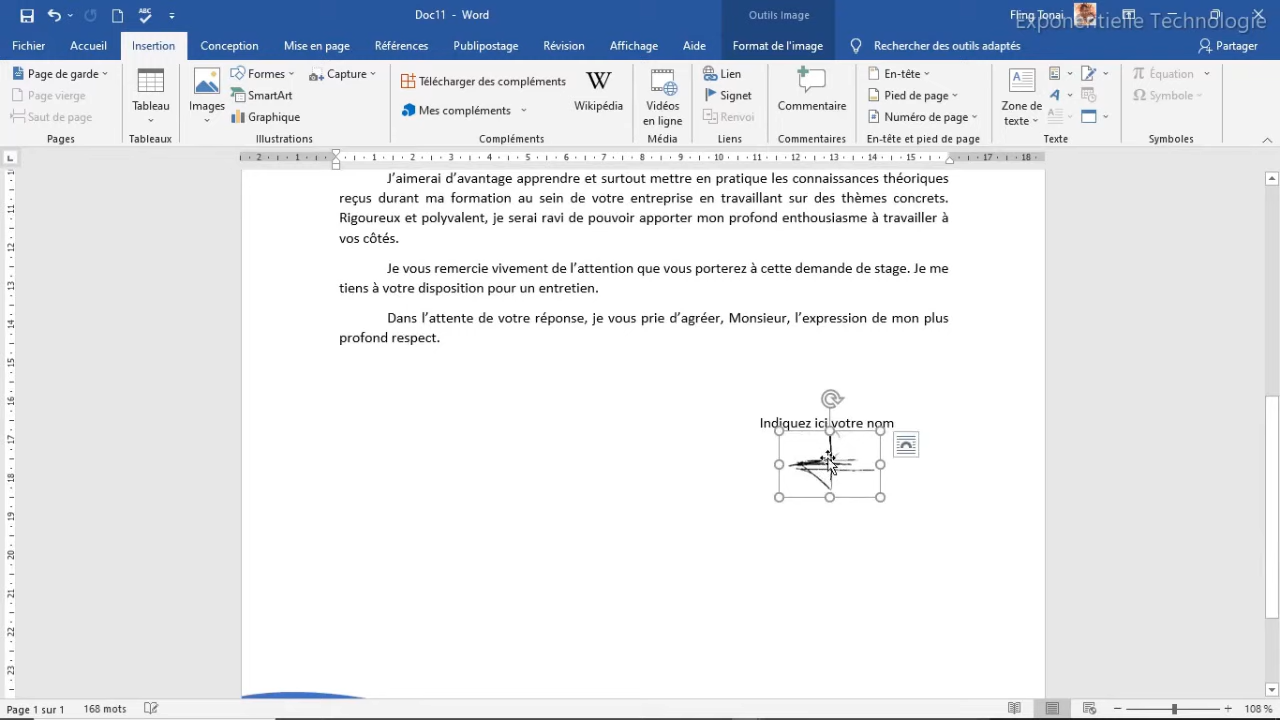 Doc11 - Word
Outils Image
Fling Tonai
Exponentielle Technologie
Fichier Accueil Insertion Conception Mise en page Références Publipostage Révision Affichage Aide Format de l'image Rechercher des outils adaptés Partager
Page de garde
Page vierge
Saut de page
Pages
Tableau
Tableaux
Images
Formes
SmartArt
Graphique
Capture
Illustrations
Télécharger des compléments
Mes compléments
Wikipédia
Compléments
Vidéos en ligne
Média
Lien
Signet
Renvoi
Liens
Commentaire
Commentaires
En-tête
Pied de page
Numéro de page
En-tête et pied de page
Zone de texte
Texte
Équation
Symbole
Symboles
J'aimerai d'avantage apprendre et surtout mettre en pratique les connaissances théoriques
reçus durant ma formation au sein de votre entreprise en travaillant sur des thèmes concrets.
Rigoureux et polyvalent, je serai ravi de pouvoir apporter mon profond enthousiasme à travailler à
vos côtés.
Je vous remercie vivement de l'attention que vous porterez à cette demande de stage. Je me
tiens à votre disposition pour un entretien.
Dans l'attente de votre réponse, je vous prie d'agréer, Monsieur, l'expression de mon plus
profond respect.
Indiquez ici votre nom
Page 1 sur 1 168 mots 108 %